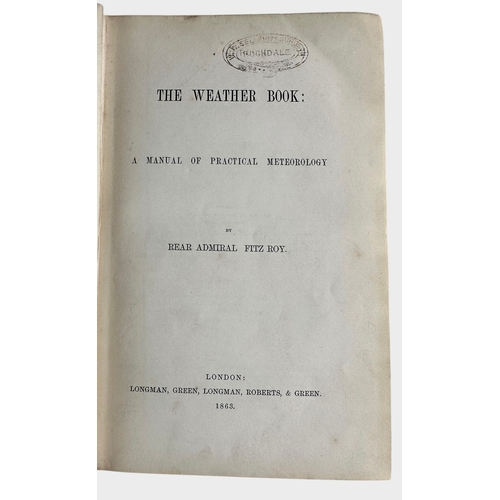 ROCHDALE
THE WEATHER BOOK:
A MANUAL OF PRACTICAL METEOROLOGY
BY
REAR ADMIRAL FITZ ROY.
LONDON:
LONGMAN, GREEN, LONGMAN, ROBERTS, & GREEN.
1863.